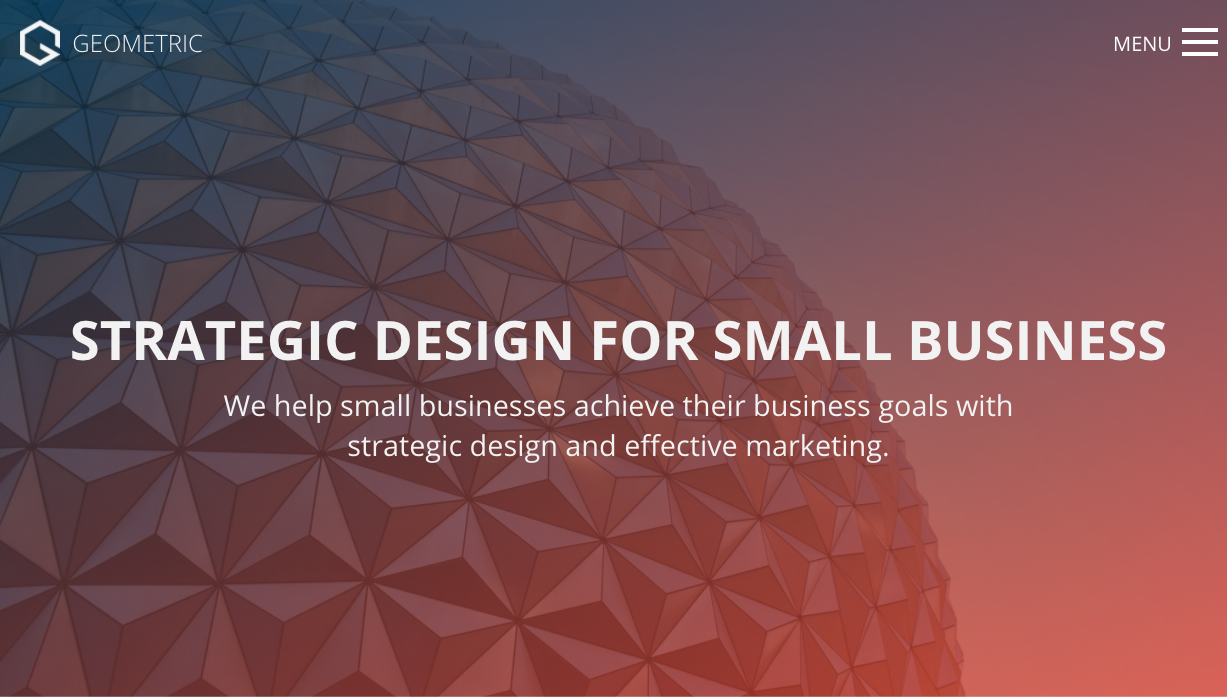 GEOMETRIC
MENU
STRATEGIC DESIGN FOR SMALL BUSINESS
We help small businesses achieve their business goals with
strategic design and effective marketing.